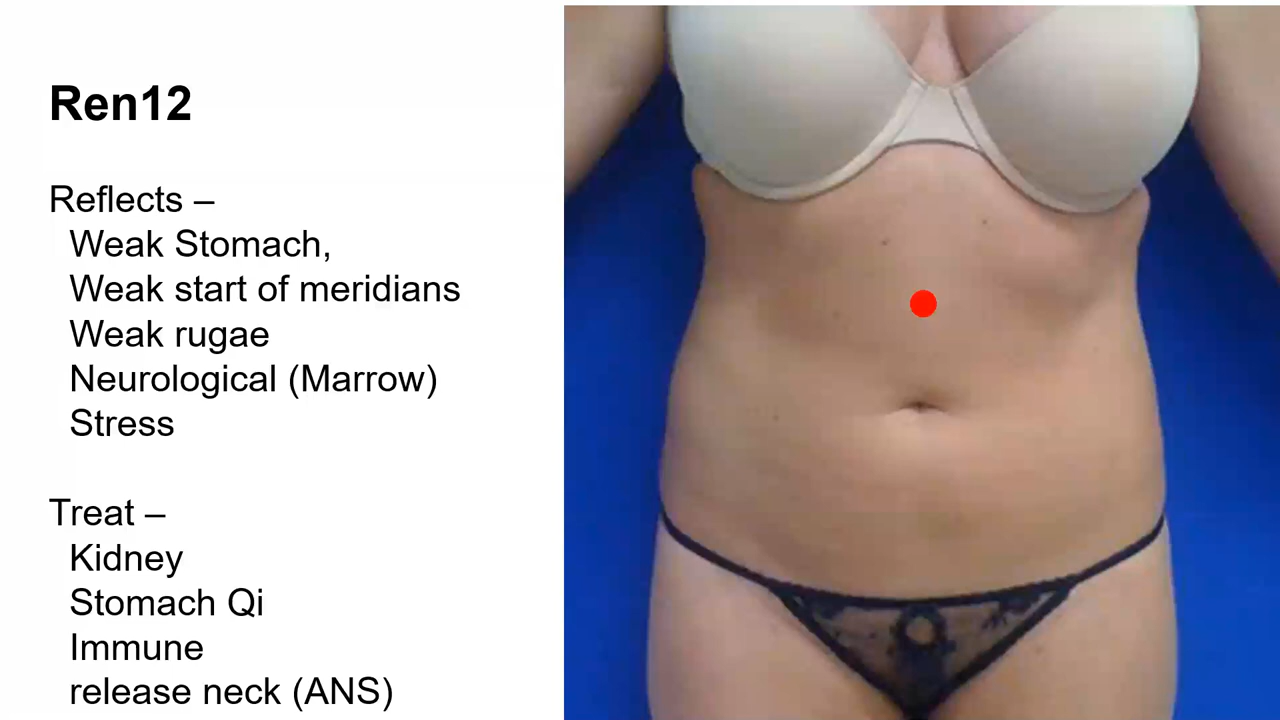 Ren12
Reflects –
Weak Stomach,
Weak start of meridians
Weak rugae
Neurological (Marrow)
Stress
Treat –
Kidney
Stomach Qi
Immune
release neck (ANS)